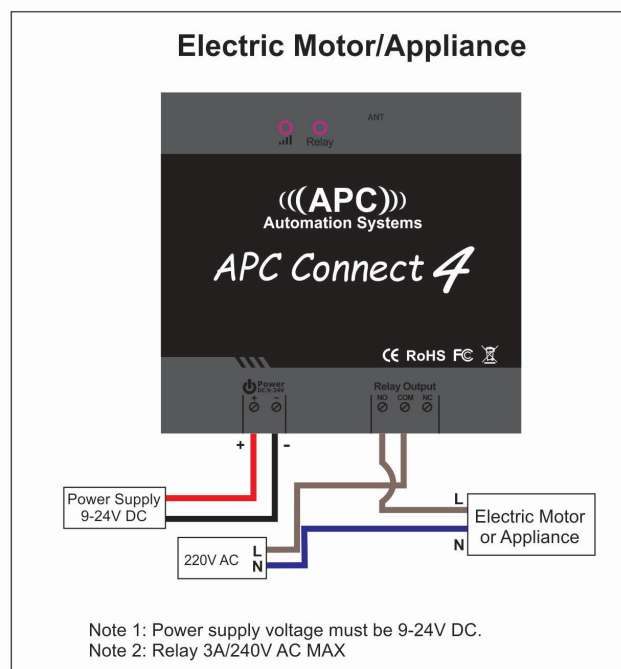 Electric Motor/Appliance
ANT
Relay
(((APC)))
Automation Systems
APC Connect 4
CE RoHS FC
Power
DC 9-24V
Relay Output
+ -
NO COM NC
+ -
Power Supply
9-24V DC
220V AC
L
N
L
N
Electric Motor
or Appliance
Note 1: Power supply voltage must be 9-24V DC.
Note 2: Relay 3A/240V AC MAX